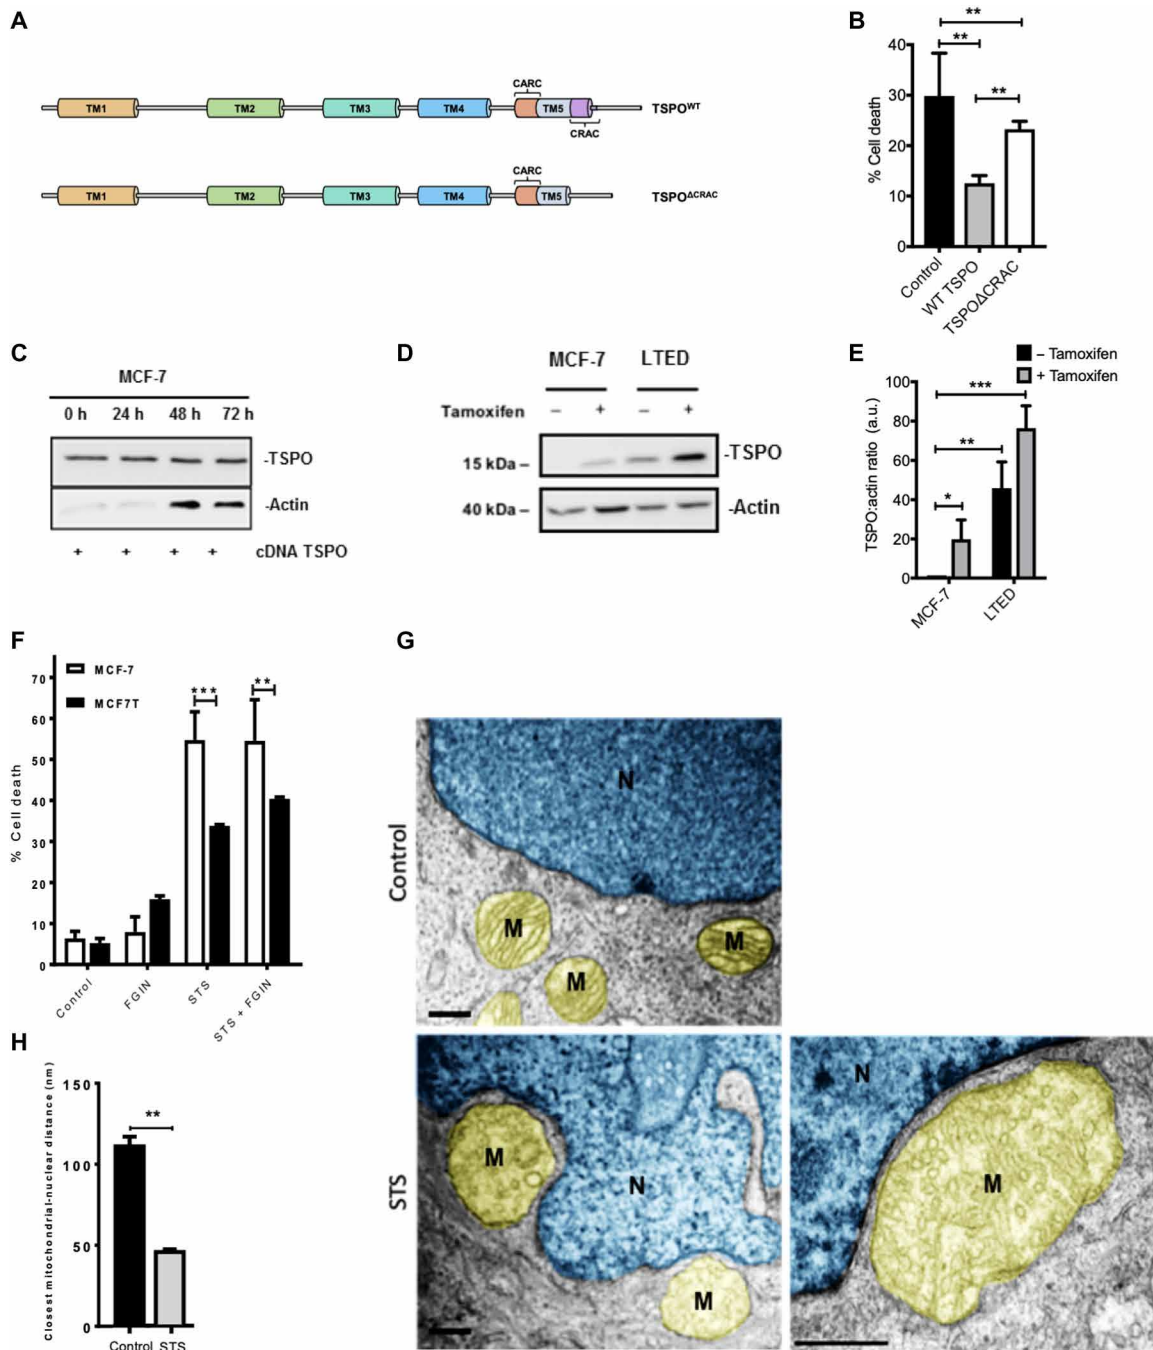 A
CARC
TM1 TM2 TM3 TM4 TM5 TSPOWT
CRAC
CARC
TM1 TM2 TM3 TM4 TM5 TSPOΔCRAC
B
**
**
**
% Cell death
40
30
20
10
0
Control
WT TSPO
TSPOΔCRAC
C
MCF-7
0 h 24 h 48 h 72 h
-TSPO
-Actin
+ + + + cDNA TSPO
D
MCF-7 LTED
Tamoxifen – + – +
15 kDa – -TSPO
40 kDa – -Actin
E
– Tamoxifen
+ Tamoxifen
***
**
*
TSPO:actin ratio (a.u.)
100
80
60
40
20
0
MCF-7
LTED
F
MCF-7
MCF7T
***
**
% Cell death
70
60
50
40
30
20
10
0
Control
FGIN
STS
STS + FGIN
G
Control
N
M
M
M
STS
N
M
M
N
M
H
Closest mitochondrial-nuclear distance (nm)
150
100
50
0
**
Control STS